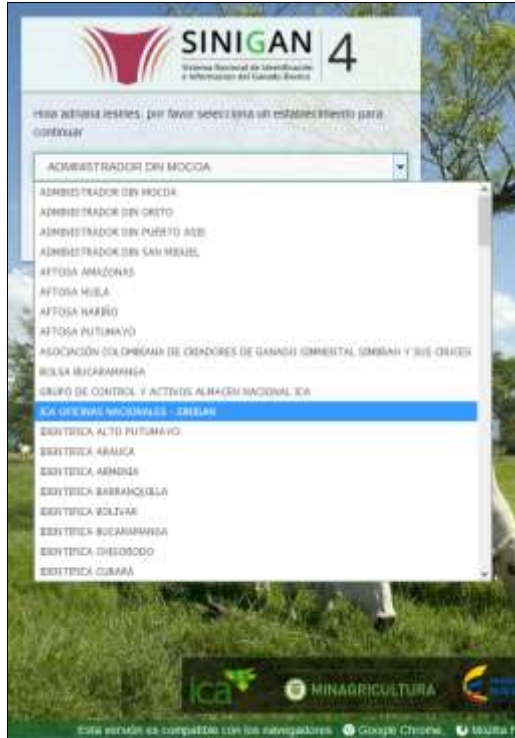 SINIGAN 4
Sistema Nacional de Identificación
e Información del Ganado Bovino
Hola adriana lesmes, por favor selecciona un establecimiento para
continuar
ADMINISTRADOR DIN MOCOA
ADMINISTRADOR DIN MOCOA
ADMINISTRADOR DIN ORITO
ADMINISTRADOR DIN PUERTO ASIS
ADMINISTRADOR DIN SAN MIGUEL
AFTOSA AMAZONAS
AFTOSA HUILA
AFTOSA NARIÑO
AFTOSA PUTUMAYO
ASOCIACIÓN COLOMBIANA DE CRIADORES DE GANADO SIMMENTAL SIMBRAH Y SUS CRUCES
BOLSA BUCARAMANGA
GRUPO DE CONTROL Y ACTIVOS ALMACEN NACIONAL ICA
ICA OFICINAS NACIONALES - SINIGAN
IDENTIFICA ALTO PUTUMAYO
IDENTIFICA ARAUCA
IDENTIFICA ARMENIA
IDENTIFICA BARRANQUILLA
IDENTIFICA BOLIVAR
IDENTIFICA BUCARAMANGA
IDENTIFICA CHIGORODO
IDENTIFICA CUBARÁ
ica MINAGRICULTURA
Esta versión es compatible con los navegadores Google Chrome Mozilla